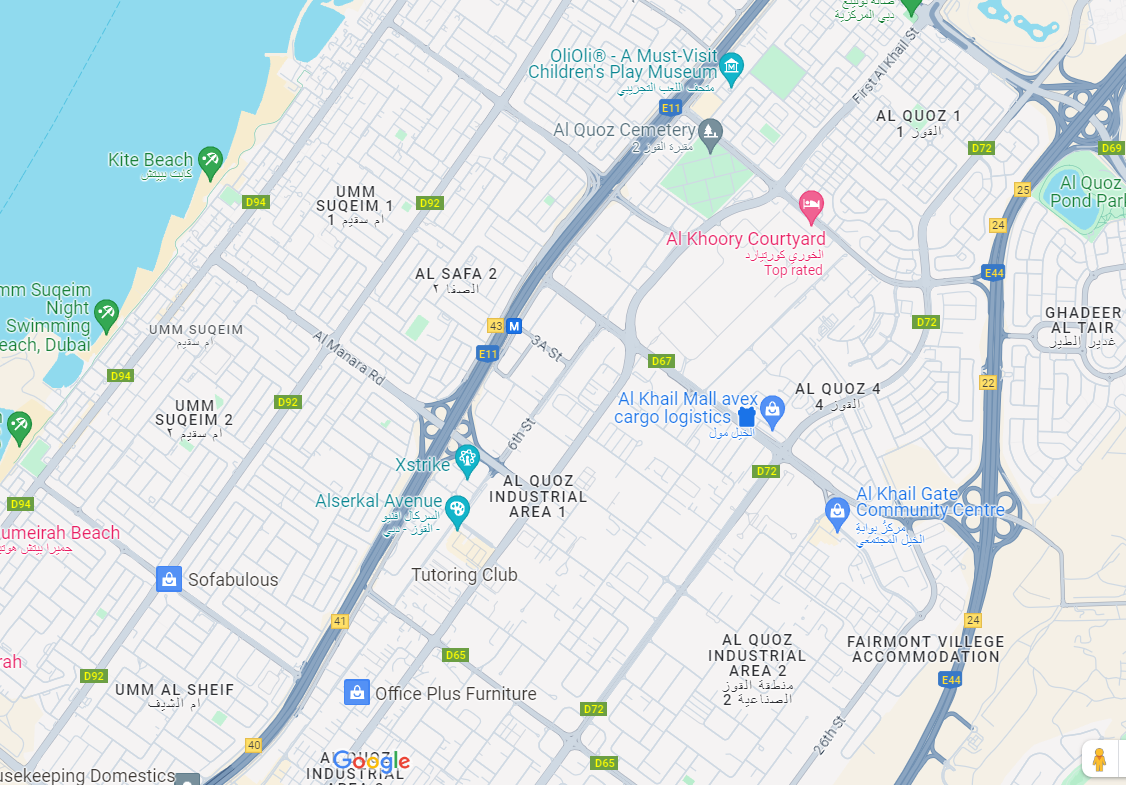 صالة بولينج
دبي المركزية
OliOli® - A Must-Visit
Children's Play Museum
متحف اللعب التجريبي
First Al Khail St
E11
AL QUOZ 1
القوز 1
Al Quoz Cemetery
مقبرة القوز 2
D72
D69
Kite Beach
كايت بييتش
UMM
SUQEIM 1
ام سقيم 1
D94
D92
25
Al Quoz
Pond Park
24
Al Khoory Courtyard
الخوري كورتيارد
Top rated
AL SAFA 2
الصفا ٢
E44
mm Suqeim
Night
Swimming
each, Dubai
UMM SUQEIM
ام سقيم
43
M
3A St
E11
Al Manara Rd
D72
GHADEER
AL TAIR
غدير الطير
D67
D94
22
UMM
SUQEIM 2
ام سقيم ٢
D92
Al Khail Mall avex
cargo logistics
الخيل مول
AL QUOZ 4
القوز 4
6th St
Xstrike
D72
AL QUOZ
INDUSTRIAL
AREA 1
Alserkal Avenue
السركال افنيو
- القوز - دبي
Al Khail Gate
Community Centre
مركز بوابة
الخيل المجتمعي
D94
umeirah Beach
جميرا بيتش هوتي
Sofabulous
Tutoring Club
41
24
D65
AL QUOZ
INDUSTRIAL
AREA 2
منطقة القوز
الصناعية 2
FAIRMONT VILLEGE
ACCOMMODATION
rah
D92
UMM AL SHEIF
ام الشيف
E44
Office Plus Furniture
D72
26th St
40
AL QUOZ
INDUSTRIAL
Google
D65
usekeeping Domestics